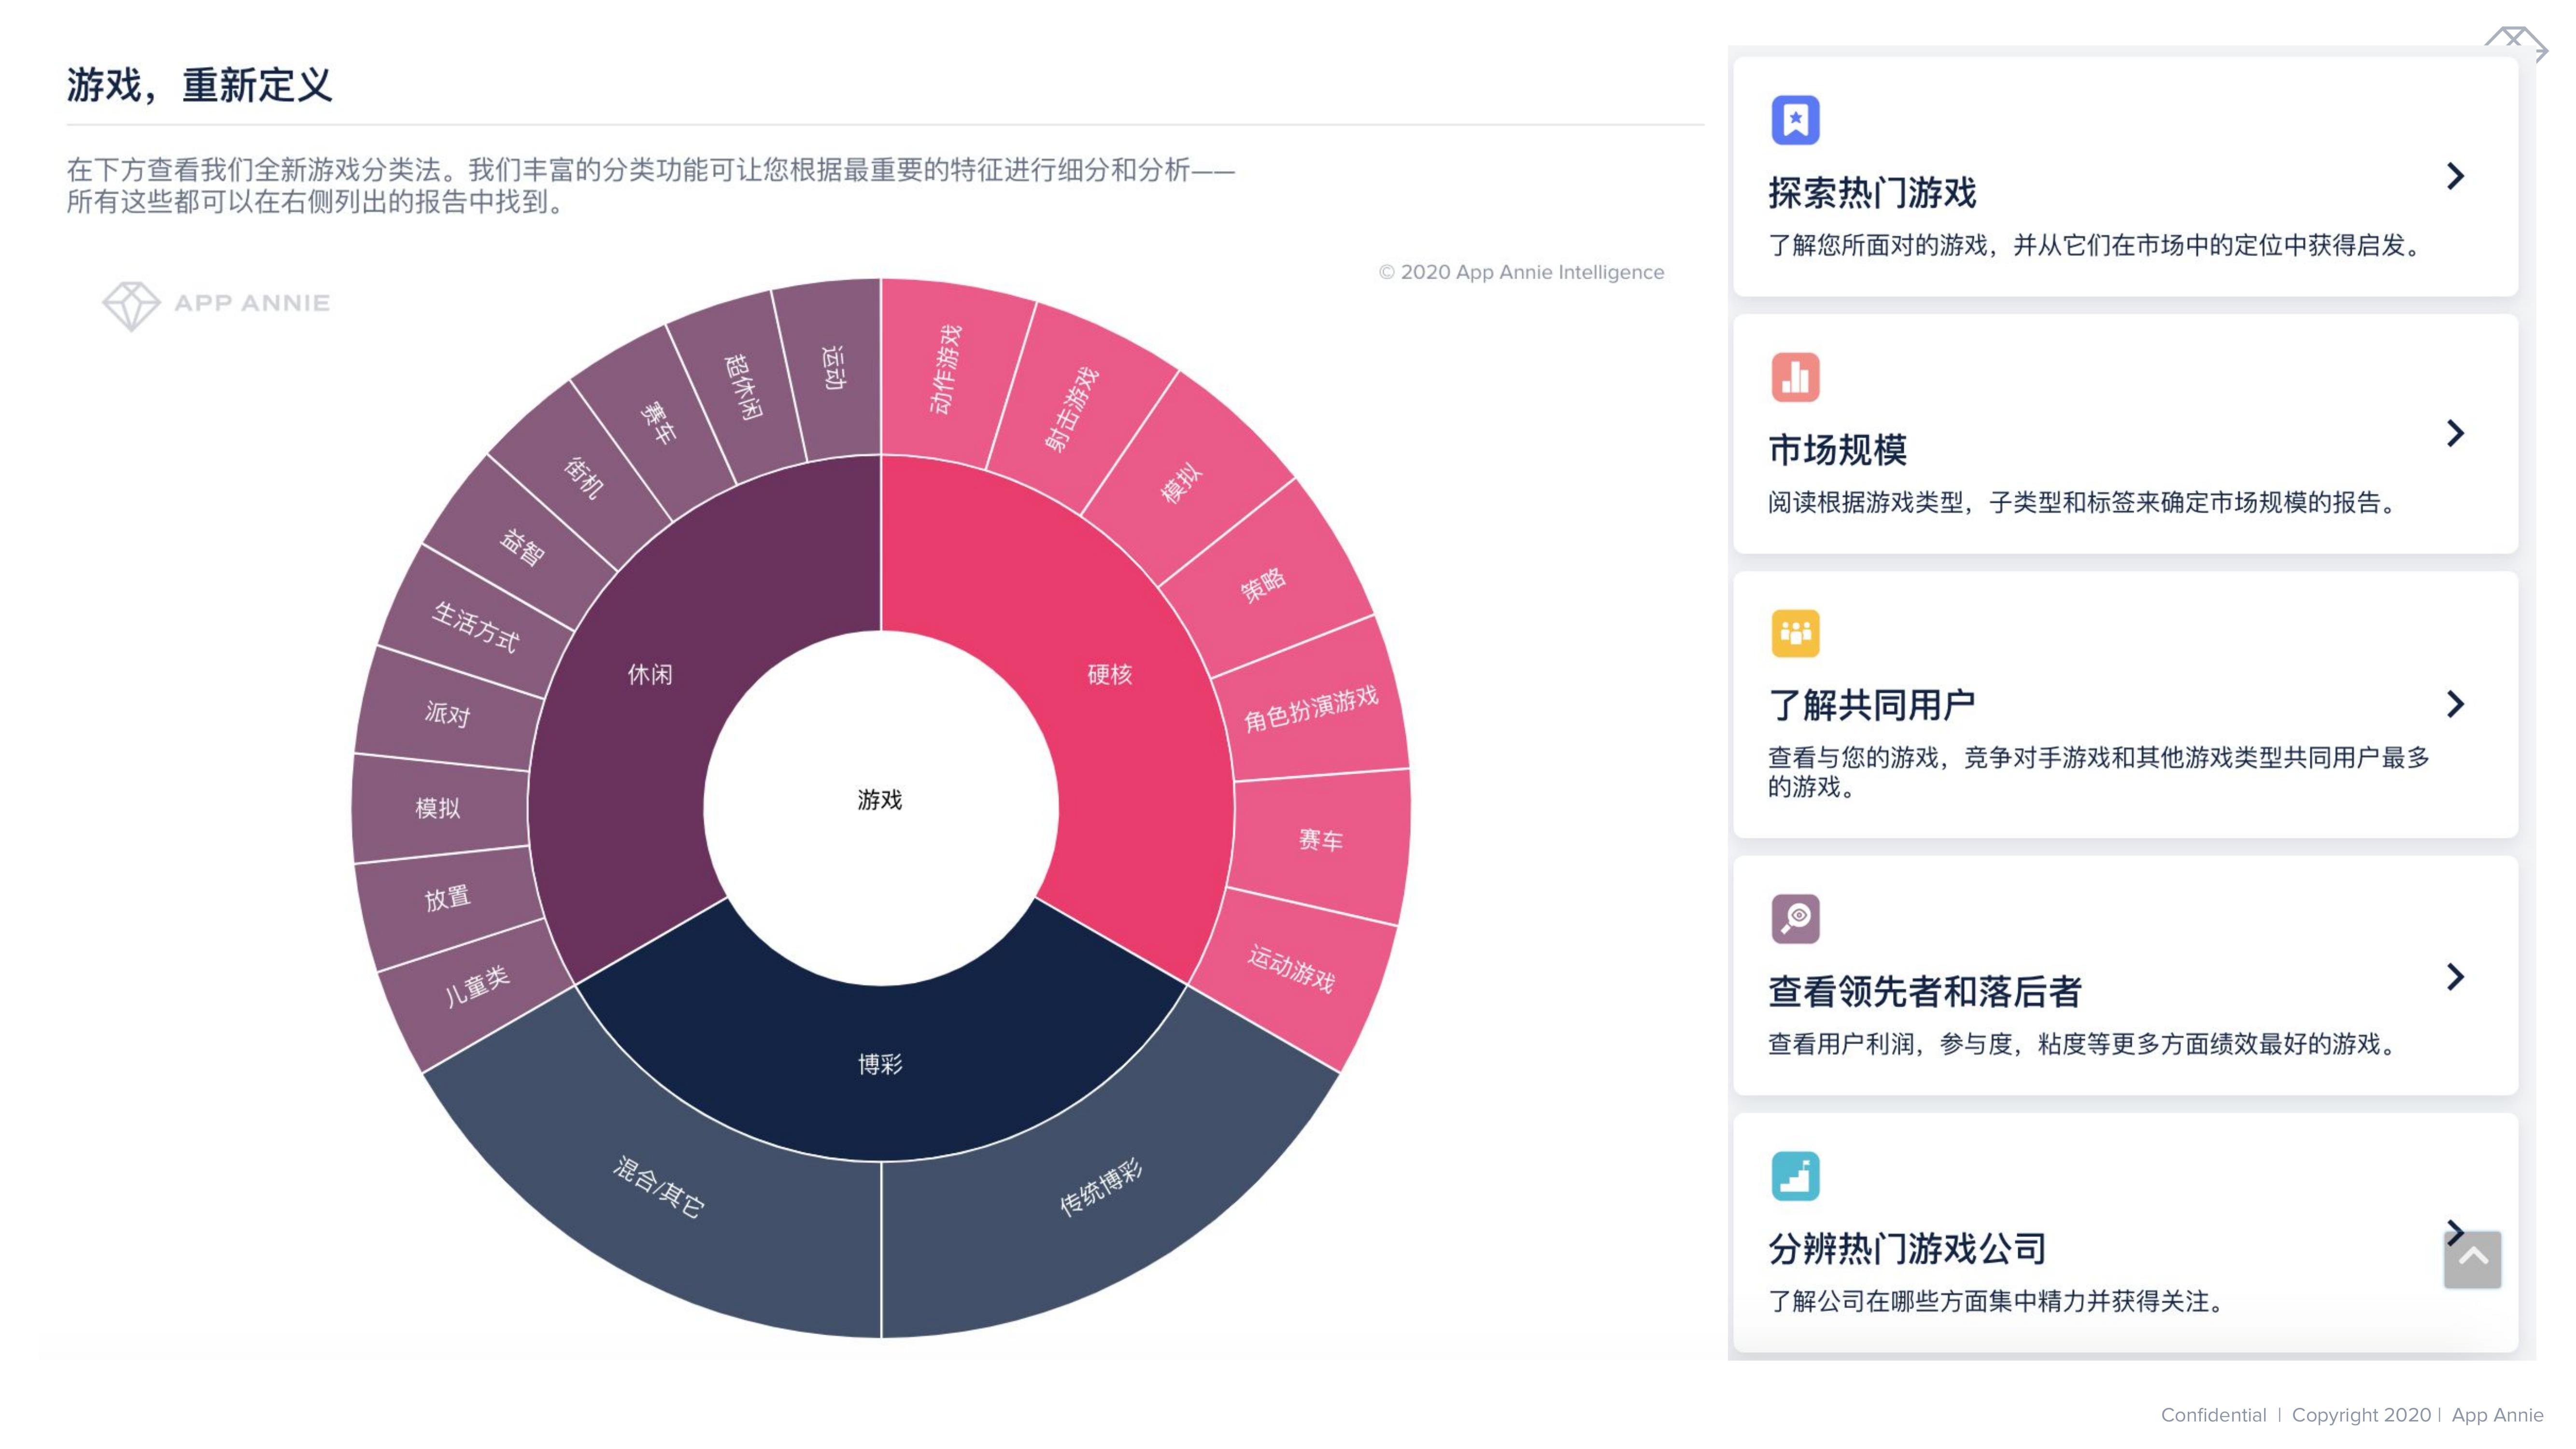 游戏，重新定义
在下方查看我们全新游戏分类法。我们丰富的分类功能可让您根据最重要的特征进行细分和分析——
所有这些都可以在右侧列出的报告中找到。
© 2020 App Annie Intelligence
APP ANNIE
动作游戏
射击游戏
模拟
策略
角色扮演游戏
赛车
运动游戏
传统博彩
混合/其它
儿童类
放置
模拟
派对
生活方式
益智
街机
赛车
超休闲
运动
休闲
硬核
博彩
游戏
探索热门游戏
了解您所面对的游戏，并从它们在市场中的定位中获得启发。
市场规模
阅读根据游戏类型，子类型和标签来确定市场规模的报告。
了解共同用户
查看与您的游戏，竞争对手游戏和其他游戏类型共同用户最多
的游戏。
查看领先者和落后者
查看用户利润，参与度，粘度等更多方面绩效最好的游戏。
分辨热门游戏公司
了解公司在哪些方面集中精力并获得关注。
Confidential | Copyright 2020 | App Annie